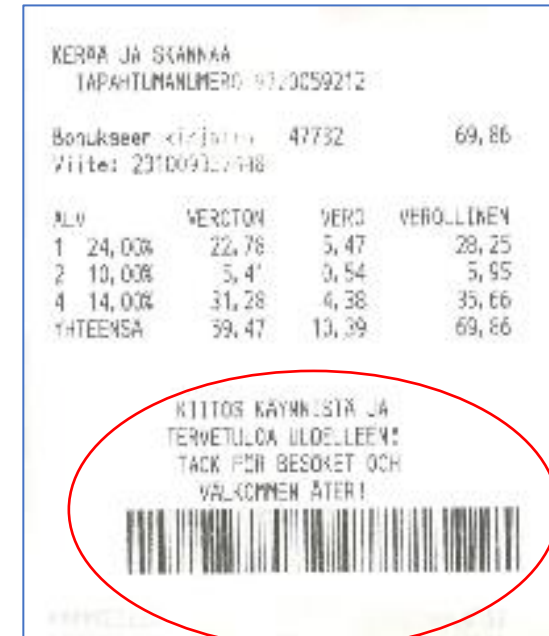 KERÄÄ JA SKANNAA
TAPAHTUMANUMERO
47732 69,86
Viite:
ALV VEROTON VERO VEROLLINEN
1 24,00% 22,78 5,47 28,25
2 10,00% 5,41 0,54 5,95
4 14,00% 31,28 4,38 35,66
YHTEENSÄ 59,47 10,39 69,86
KIITOS KÄYNNISTÄ JA
TERVETULOA UUDELLEEN!
TACK FÖR BESÖKET OCH
VÄLKOMMEN ÅTER!